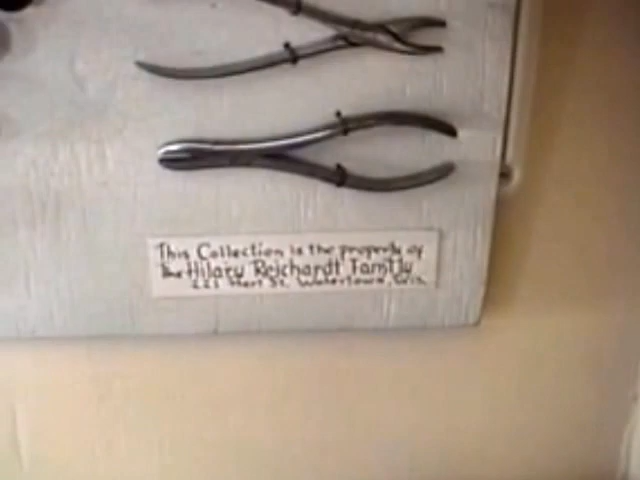 This Collection is the property of
the Hilary Reichardt Family
Watertown, Wis.